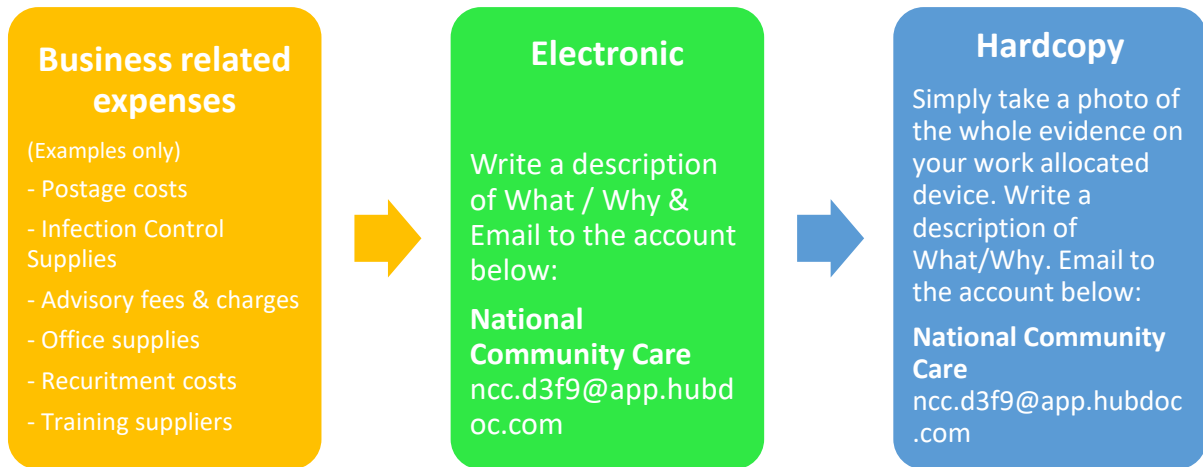 Business related
expenses
(Examples only)
- Postage costs
- Infection Control
Supplies
- Advisory fees & charges
- Office supplies
- Recuritment costs
- Training suppliers
Electronic
Write a description
of What / Why &
Email to the account
below:
National
Community Care
ncc.d3f9@app.hubd
oc.com
Hardcopy
Simply take a photo of
the whole evidence on
your work allocated
device. Write a
description of
What/Why. Email to
the account below:
National Community
Care
ncc.d3f9@app.hubdoc
.com